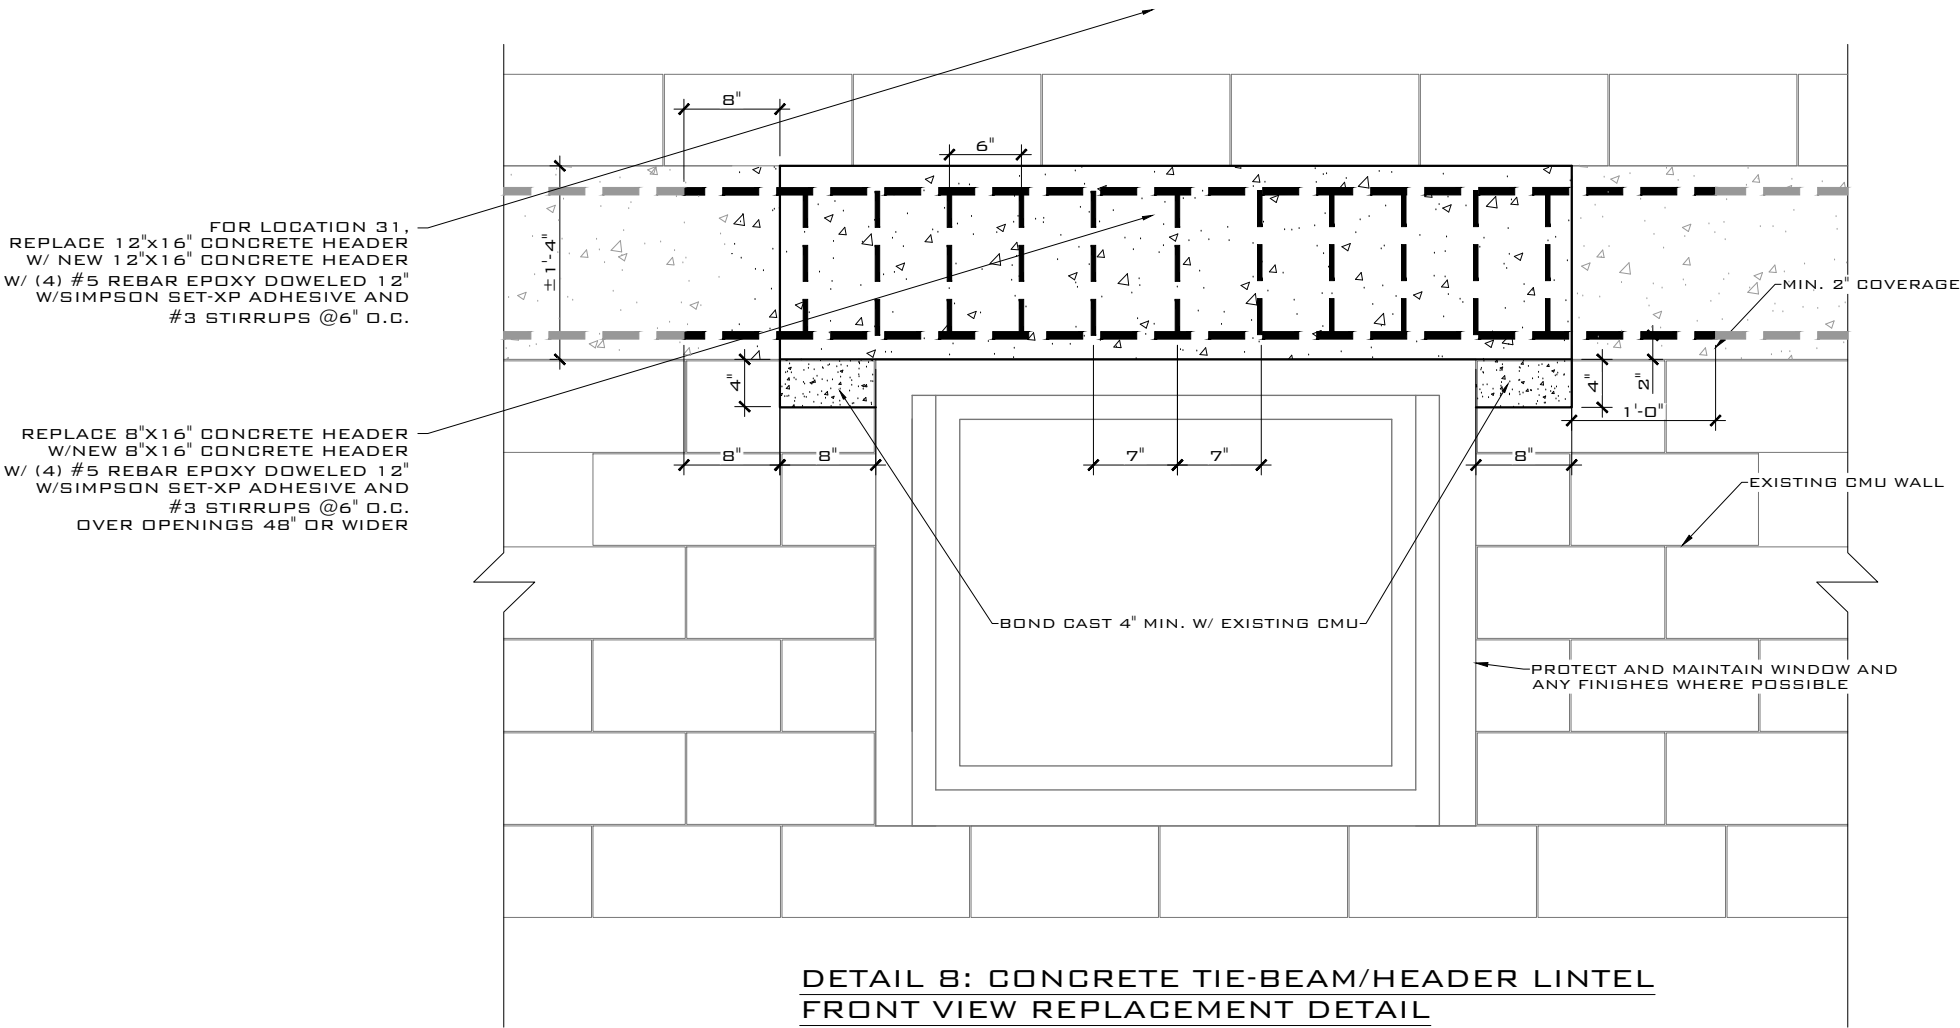 8"
6"
FOR LOCATION 31,
REPLACE 12"X16" CONCRETE HEADER
W/ NEW 12"X16" CONCRETE HEADER
W/ (4) #5 REBAR EPOXY DOWELED 12"
W/SIMPSON SET-XP ADHESIVE AND
#3 STIRRUPS @6" O.C.
±1'-4"
MIN. 2" COVERAGE
4"
4"
2"
1'-0"
REPLACE 8"X16" CONCRETE HEADER
W/NEW 8"X16" CONCRETE HEADER
W/ (4) #5 REBAR EPOXY DOWELED 12"
W/SIMPSON SET-XP ADHESIVE AND
#3 STIRRUPS @6" O.C.
OVER OPENINGS 48" OR WIDER
8"
8"
7"
7"
8"
EXISTING CMU WALL
BOND CAST 4" MIN. W/ EXISTING CMU
PROTECT AND MAINTAIN WINDOW AND
ANY FINISHES WHERE POSSIBLE
DETAIL 8: CONCRETE TIE-BEAM/HEADER LINTEL
FRONT VIEW REPLACEMENT DETAIL